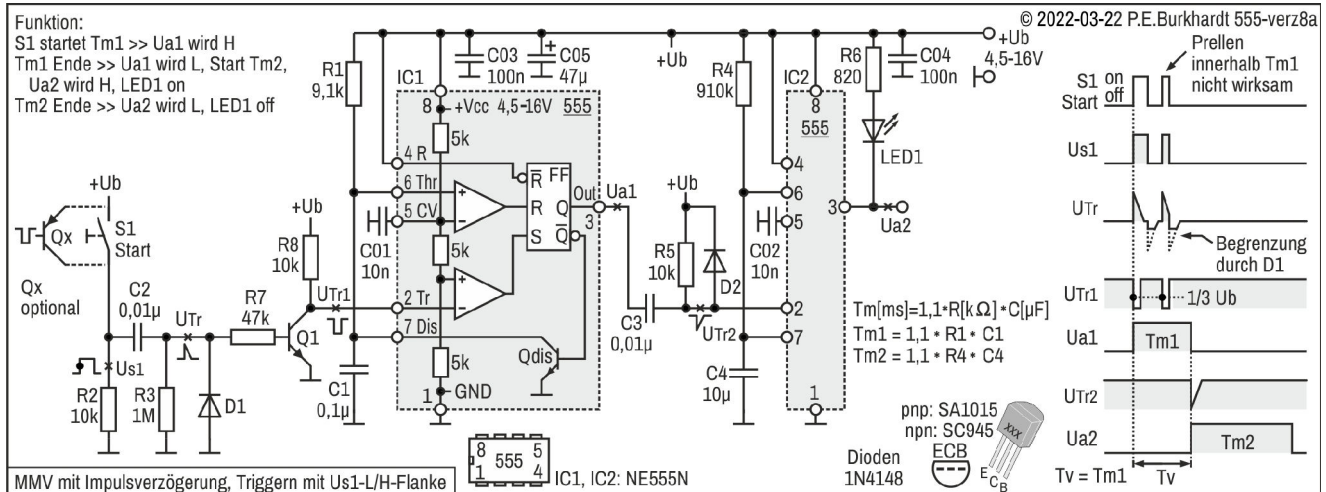 Funktion:
S1 startet Tm1 >> Ua1 wird H
Tm1 Ende >> Ua1 wird L, Start Tm2,
Ua2 wird H, LED1 on
Tm2 Ende >> Ua2 wird L, LED1 off
© 2022-03-22 P.E.Burkhardt 555-verz8a
+Ub
S1
Start
Qx
Qx
optional
C2
0,01µ
UTr
Us1
R2
10k
R3
1M
D1
R7
47k
+Ub
R8
10k
Q1
UTr1
R1
9,1k
C1
0,1µ
C01
10n
IC1
C03
100n
+
C05
47µ
8
+Vcc 4,5-16V 555
5k
4 R
6 Thr
5 CV
5k
2 Tr
7 Dis
5k
1
GND
+
−
+
−
R
FF
R
Q
S
Q
Out
3
Qdis
Ua1
+Ub
+Ub
R5
10k
D2
C3
0,01µ
UTr2
R4
910k
C02
10n
C4
10µ
IC2
8
555
4
6
5
2
7
3
1
R6
820
LED1
C04
100n
+Ub
4,5-16V
Ua2
Tm[ms]=1,1*R[kΩ]*C[µF]
Tm1 = 1,1 * R1 * C1
Tm2 = 1,1 * R4 * C4
pnp: SA1015
npn: SC945
ECB
Dioden
1N4148
XXX
E
C
B
8 5
555
1 4
IC1, IC2: NE555N
MMV mit Impulsverzögerung, Triggern mit Us1-L/H-Flanke
Prellen
innerhalb Tm1
nicht wirksam
S1 on
off
Start
Us1
UTr
Begrenzung
durch D1
UTr1
1/3 Ub
Ua1
Tm1
UTr2
Ua2
Tm2
Tv = Tm1
Tv